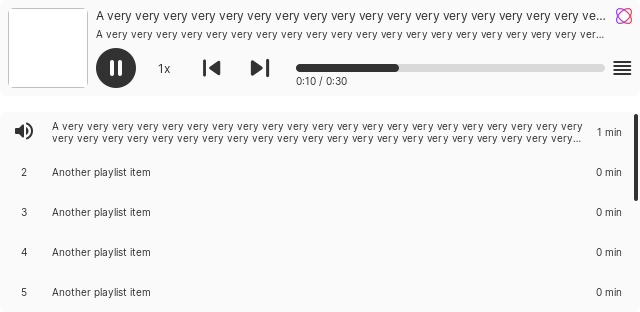 A very very very very very very very very very very very very very very very very very ve...
A very very very very very very very very very very very very very very very very very very very ver...
1x
0:10 / 0:30
A very very very very very very very very very very very very very very very very very very very very very
very very very very very very very very very very very very very very very very very very very very very...
1 min
2 Another playlist item 0 min
3 Another playlist item 0 min
4 Another playlist item 0 min
5 Another playlist item 0 min